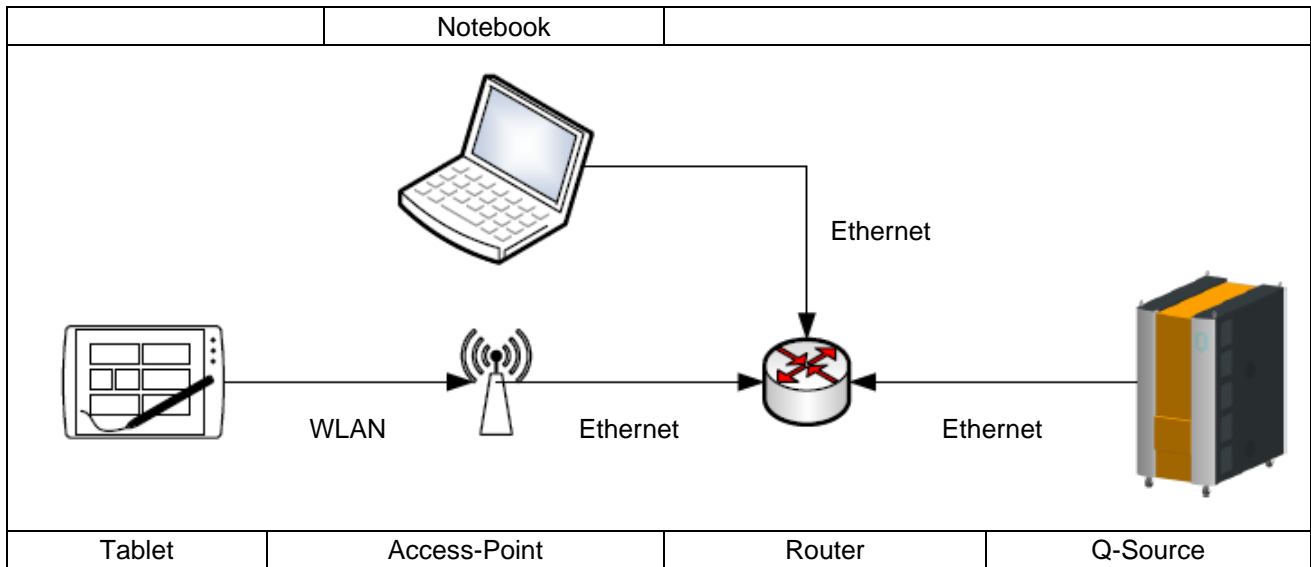 Notebook
Ethernet
WLAN
Ethernet
Ethernet
Tablet
Access-Point
Router
Q-Source